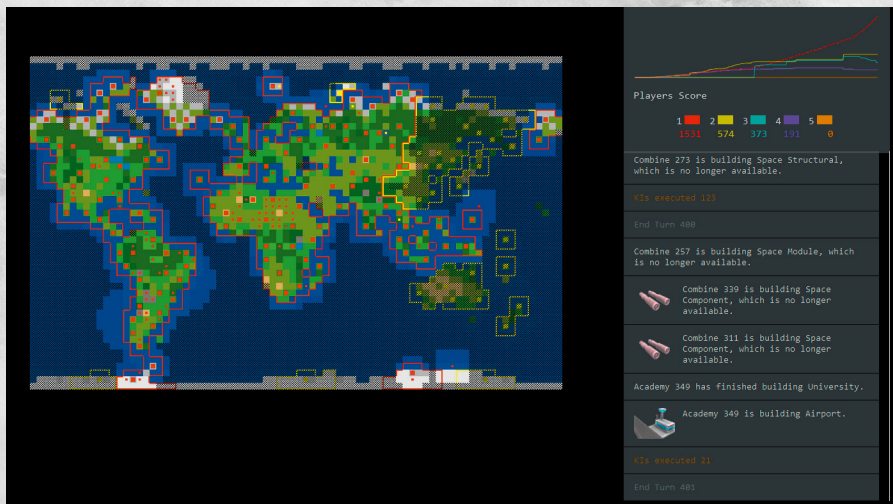 Players Score
1 2 3 4 5
1531 574 373 191 0
Combine 273 is building Space Structural,
which is no longer available.
KIs executed 123
End Turn 400
Combine 257 is building Space Module, which
is no longer available.
Combine 339 is building Space
Component, which is no longer
available.
Combine 311 is building Space
Component, which is no longer
available.
Academy 349 has finished building University.
Academy 349 is building Airport.
KIs executed 21
End Turn 401